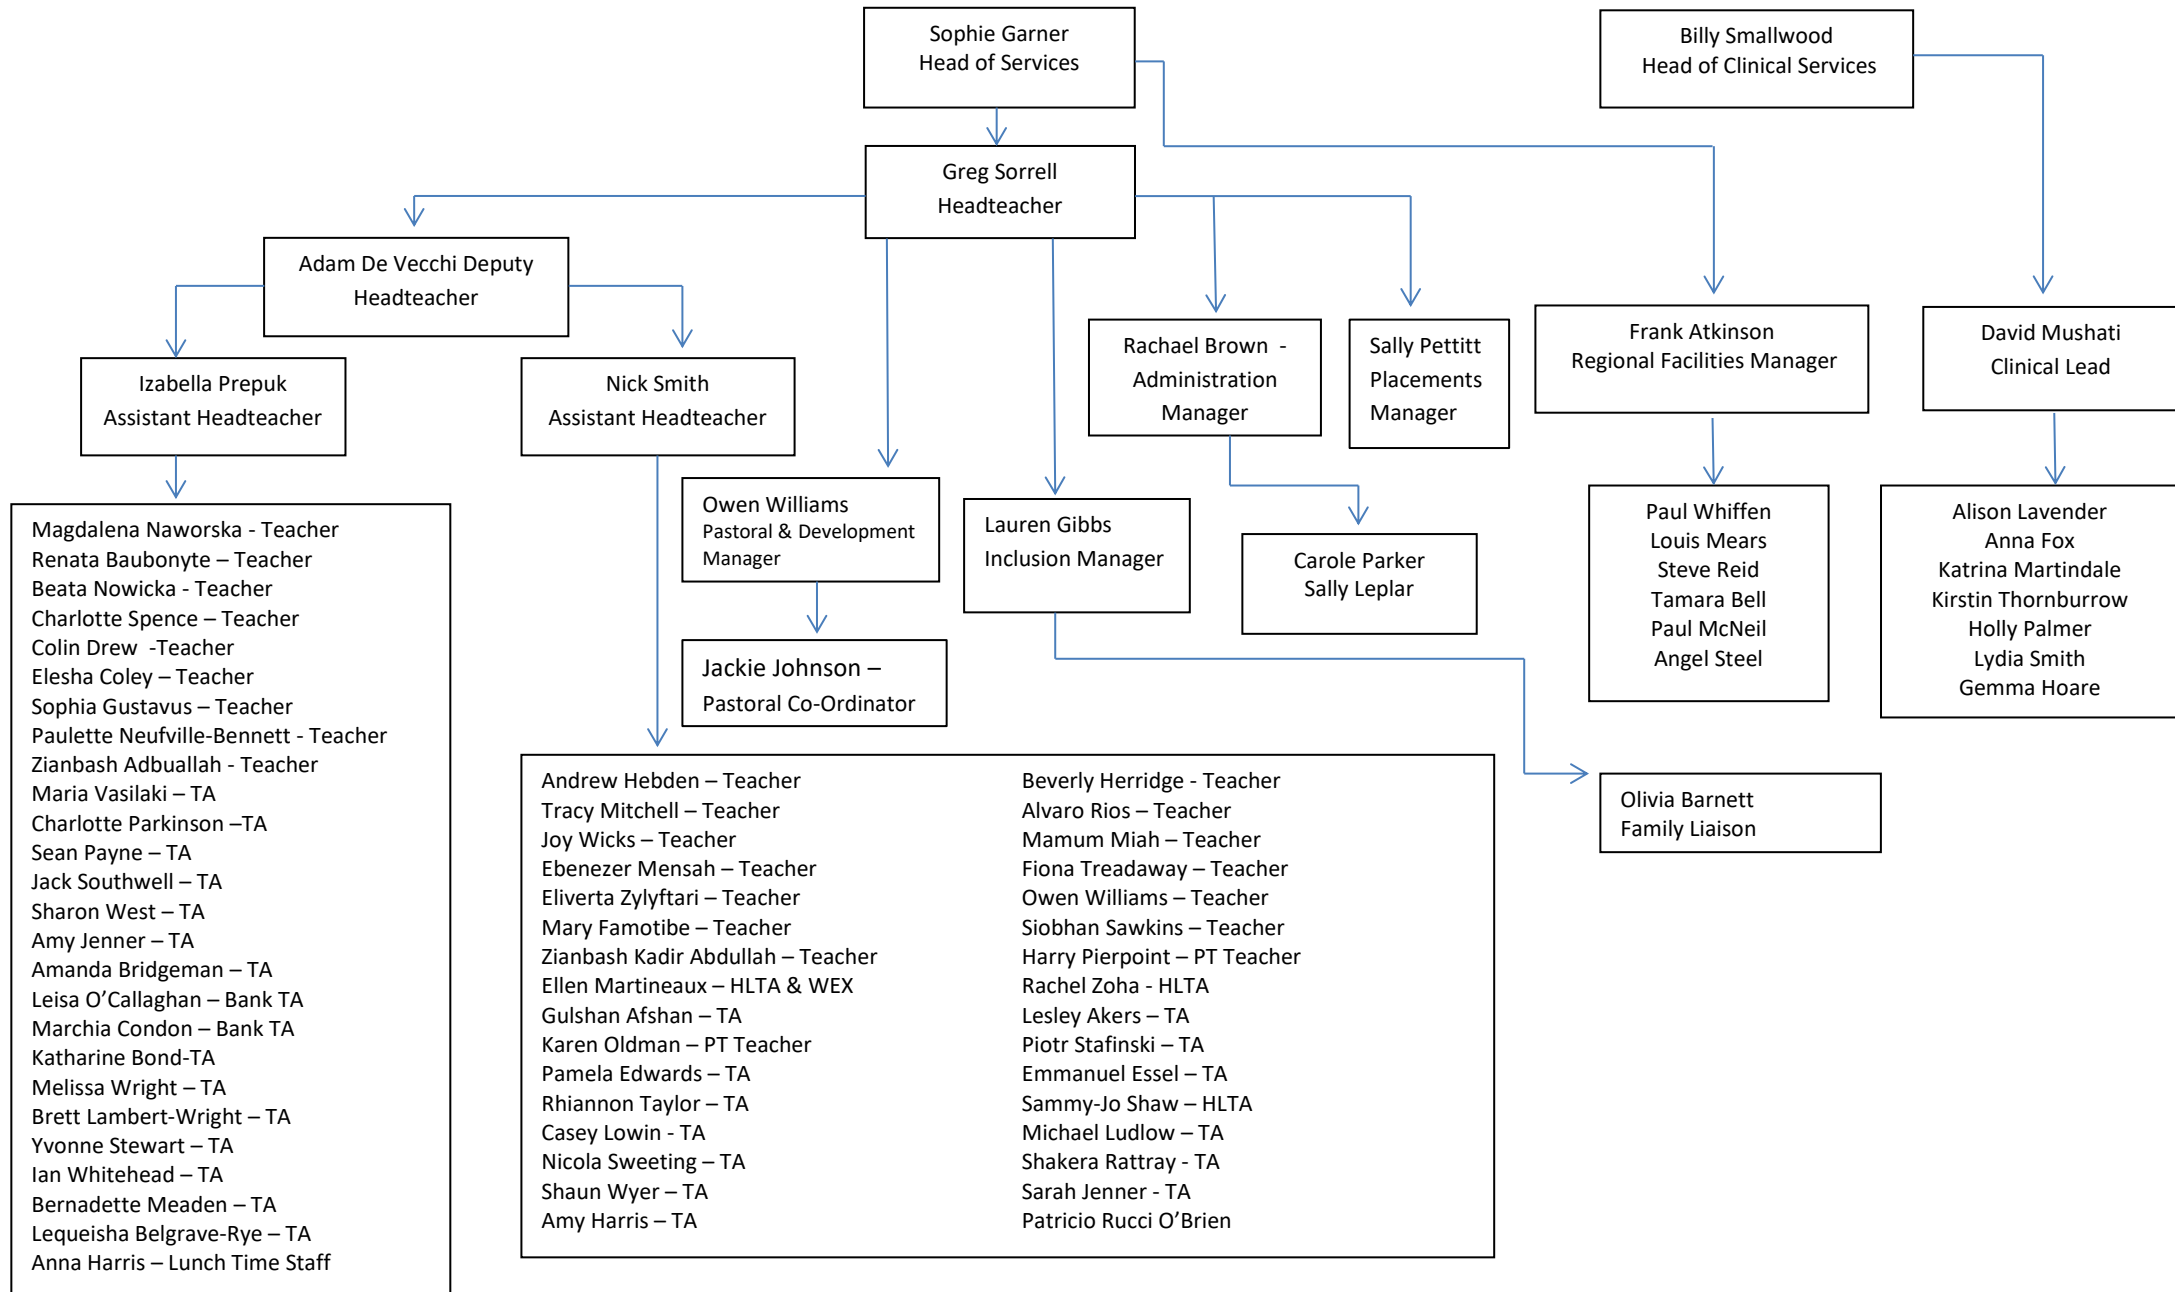 Sophie Garner
Head of Services
Billy Smallwood
Head of Clinical Services
Greg Sorrell
Headteacher
Adam De Vecchi Deputy
Headteacher
Izabella Prepuk
Assistant Headteacher
Nick Smith
Assistant Headteacher
Rachael Brown  -
Administration
Manager
Sally Pettitt
Placements
Manager
Frank Atkinson
Regional Facilities Manager
David Mushati
Clinical Lead
Owen Williams
Pastoral & Development
Manager
Lauren Gibbs
Inclusion Manager
Carole Parker
Sally Leplar
Paul Whiffen
Louis Mears
Steve Reid
Tamara Bell
Paul McNeil
Angel Steel
Alison Lavender
Anna Fox
Katrina Martindale
Kirstin Thornburrow
Holly Palmer
Lydia Smith
Gemma Hoare
Jackie Johnson –
Pastoral Co-Ordinator
Olivia Barnett
Family Liaison
Magdalena Naworska - Teacher
Renata Baubonyte – Teacher
Beata Nowicka - Teacher
Charlotte Spence – Teacher
Colin Drew  -Teacher
Elesha Coley – Teacher
Sophia Gustavus – Teacher
Paulette Neufville-Bennett - Teacher
Zianbash Adbuallah - Teacher
Maria Vasilaki – TA
Charlotte Parkinson –TA
Sean Payne – TA
Jack Southwell – TA
Sharon West – TA
Amy Jenner – TA
Amanda Bridgeman – TA
Leisa O’Callaghan – Bank TA
Marchia Condon – Bank TA
Katharine Bond-TA
Melissa Wright – TA
Brett Lambert-Wright – TA
Yvonne Stewart – TA
Ian Whitehead – TA
Bernadette Meaden – TA
Lequeisha Belgrave-Rye – TA
Anna Harris – Lunch Time Staff
Andrew Hebden – Teacher
Tracy Mitchell – Teacher
Joy Wicks – Teacher
Ebenezer Mensah – Teacher
Eliverta Zylyftari – Teacher
Mary Famotibe – Teacher
Zianbash Kadir Abdullah – Teacher
Ellen Martineaux – HLTA & WEX
Gulshan Afshan – TA
Karen Oldman – PT Teacher
Pamela Edwards – TA
Rhiannon Taylor – TA
Casey Lowin - TA
Nicola Sweeting – TA
Shaun Wyer – TA
Amy Harris – TA
Beverly Herridge - Teacher
Alvaro Rios – Teacher
Mamum Miah – Teacher
Fiona Treadaway – Teacher
Owen Williams – Teacher
Siobhan Sawkins – Teacher
Harry Pierpoint – PT Teacher
Rachel Zoha - HLTA
Lesley Akers – TA
Piotr Stafinski – TA
Emmanuel Essel – TA
Sammy-Jo Shaw – HLTA
Michael Ludlow – TA
Shakera Rattray - TA
Sarah Jenner - TA
Patricio Rucci O’Brien